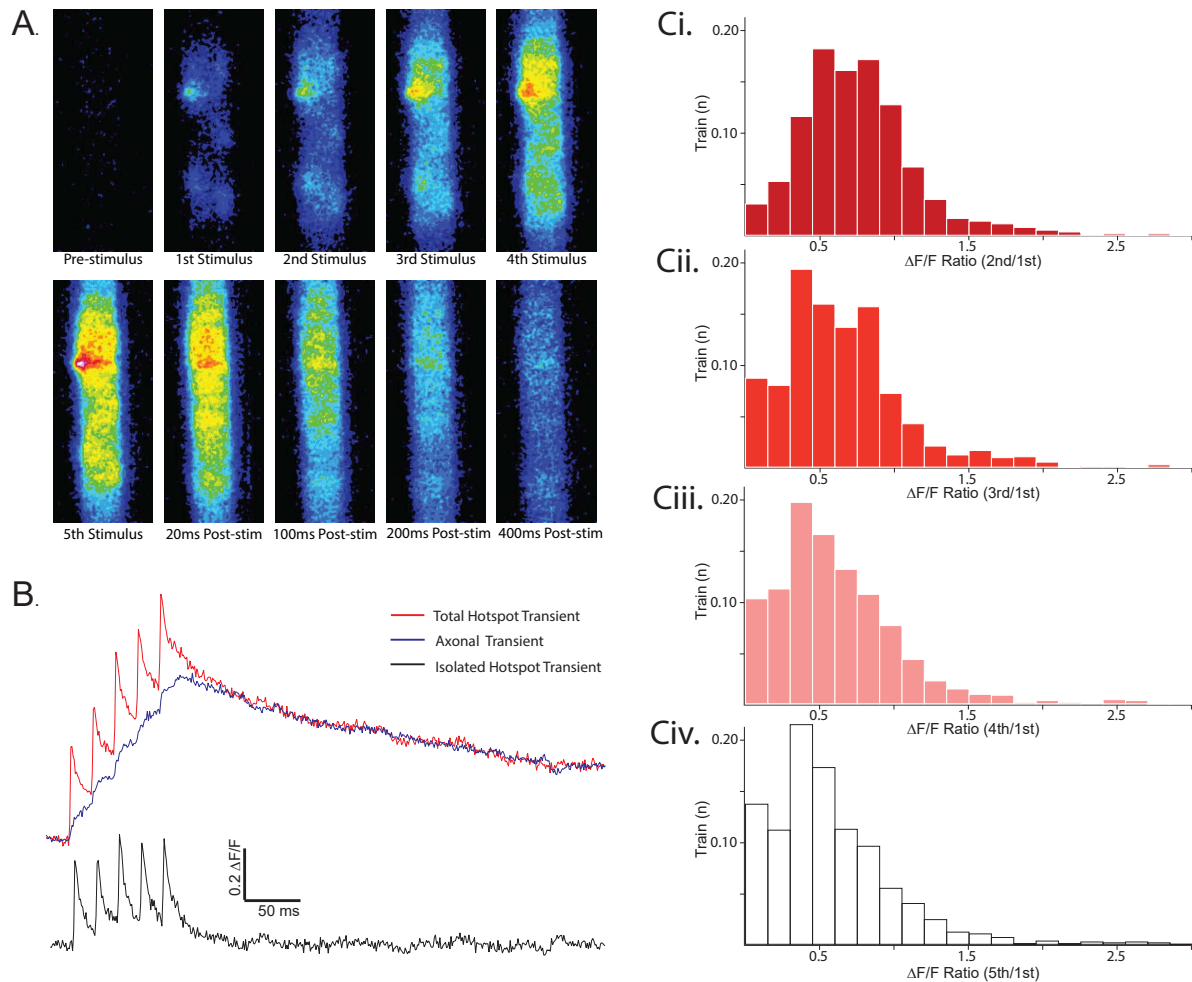 A.
Pre-stimulus 1st Stimulus 2nd Stimulus 3rd Stimulus 4th Stimulus
5th Stimulus 20ms Post-stim 100ms Post-stim 200ms Post-stim 400ms Post-stim
B.
Total Hotspot Transient
Axonal Transient
Isolated Hotspot Transient
0.2 ΔF/F
50 ms
Ci.
0.20
0.10
Train (n)
0.5 1.5 2.5
ΔF/F Ratio (2nd/1st)
Cii.
0.20
0.10
Train (n)
0.5 1.5 2.5
ΔF/F Ratio (3rd/1st)
Ciii.
0.20
0.10
Train (n)
0.5 1.5 2.5
ΔF/F Ratio (4th/1st)
Civ.
0.20
0.10
Train (n)
0.5 1.5 2.5
ΔF/F Ratio (5th/1st)